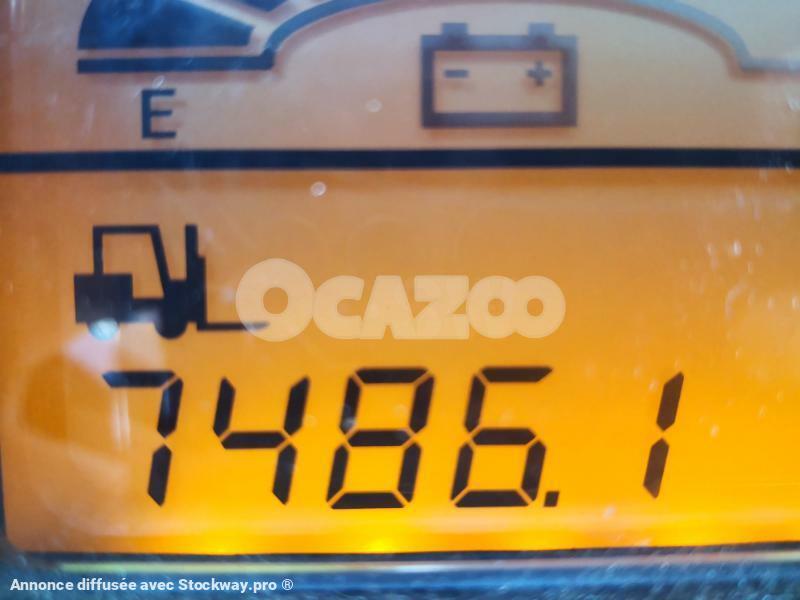 E
- +
OCAZOO
7486.1
Annonce diffusée avec Stockway.pro ®